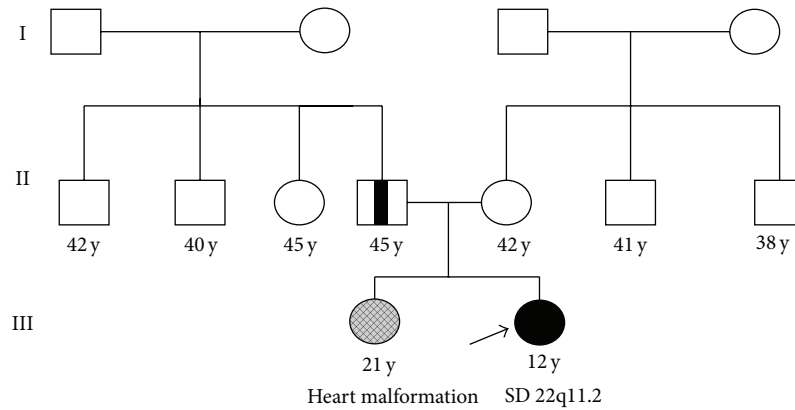 I
II
42 y 40 y 45 y 45 y 42 y 41 y 38 y
III
21 y 12 y
Heart malformation SD 22q11.2